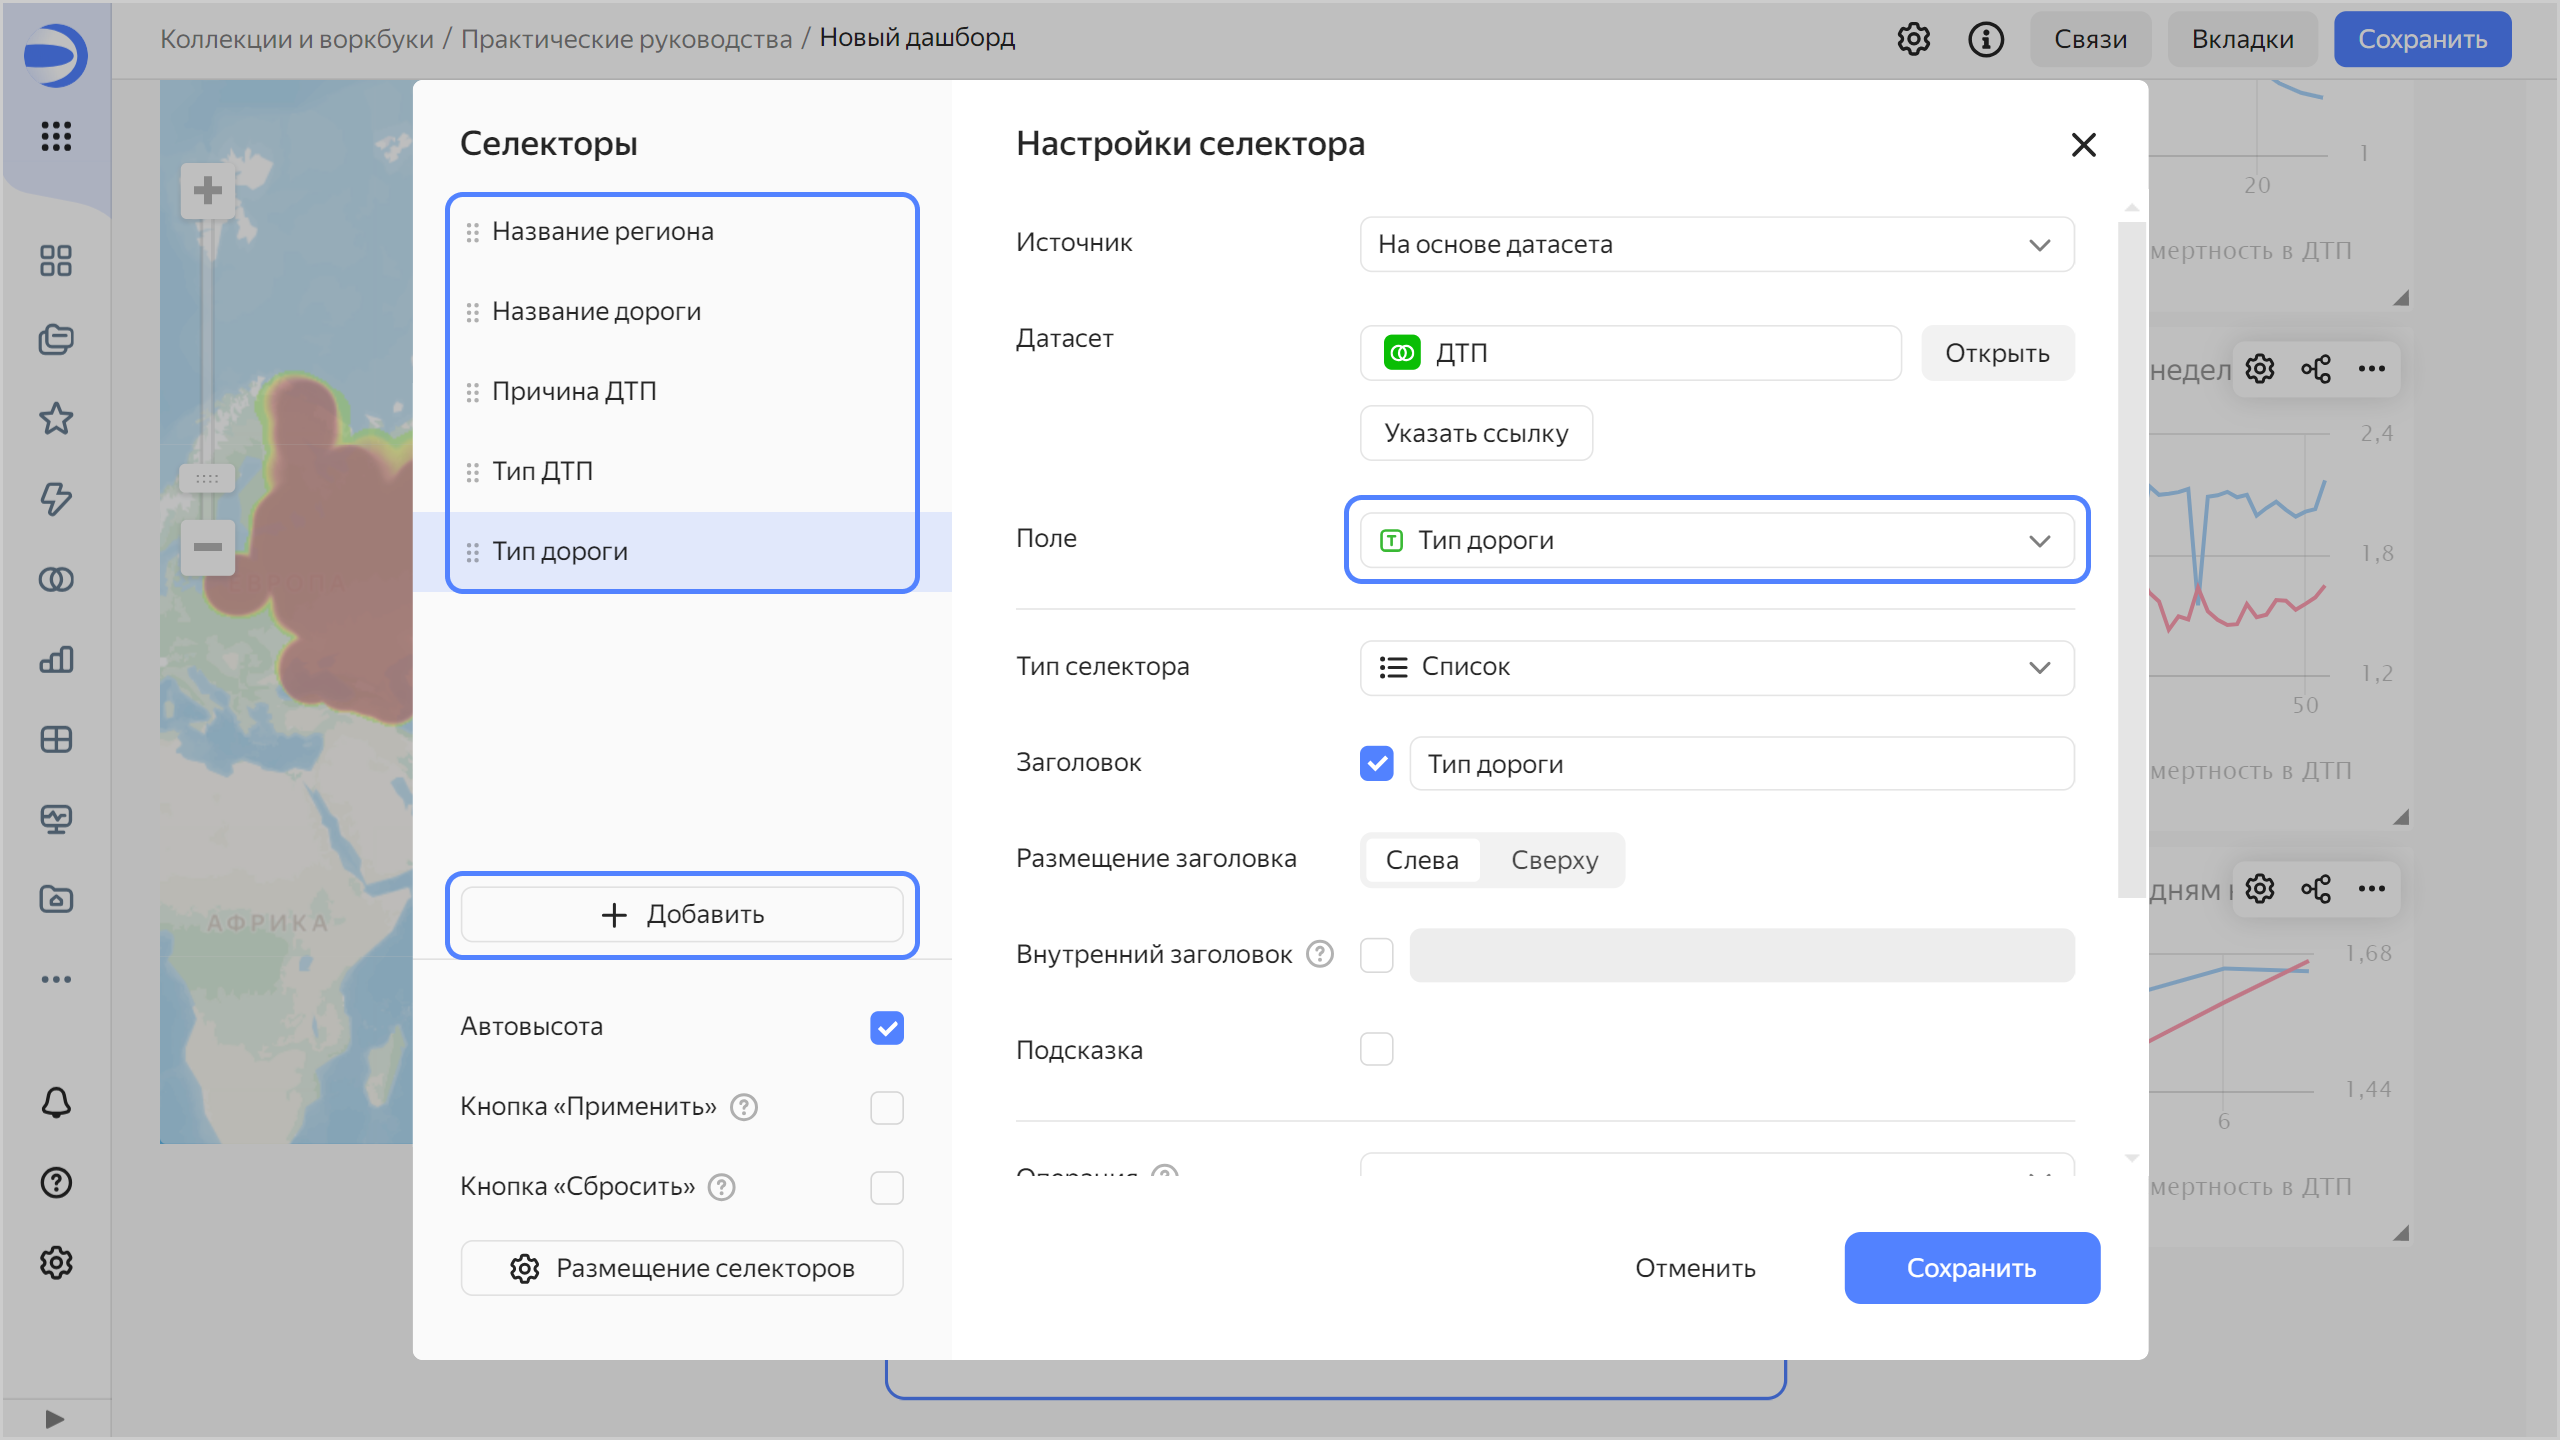 Коллекции и воркбуки / Практические руководства / Новый дашборд
Связи
Вкладки
Сохранить
Селекторы
Название региона
Название дороги
Причина ДТП
Тип ДТП
Тип дороги
+ Добавить
Автовысота
Кнопка «Применить»
Кнопка «Сбросить»
Размещение селекторов
Настройки селектора
Источник
На основе датасета
Датасет
ДТП
Открыть
Указать ссылку
Поле
Тип дороги
Тип селектора
Список
Заголовок
Тип дороги
Размещение заголовка
Слева
Сверху
Внутренний заголовок
Подсказка
Операция
Отменить
Сохранить
ЕВРОПА
АФРИКА
1
20
мертность в ДТП
недел
2,4
1,8
1,2
50
мертность в ДТП
дням
1,68
1,44
6
мертность в ДТП